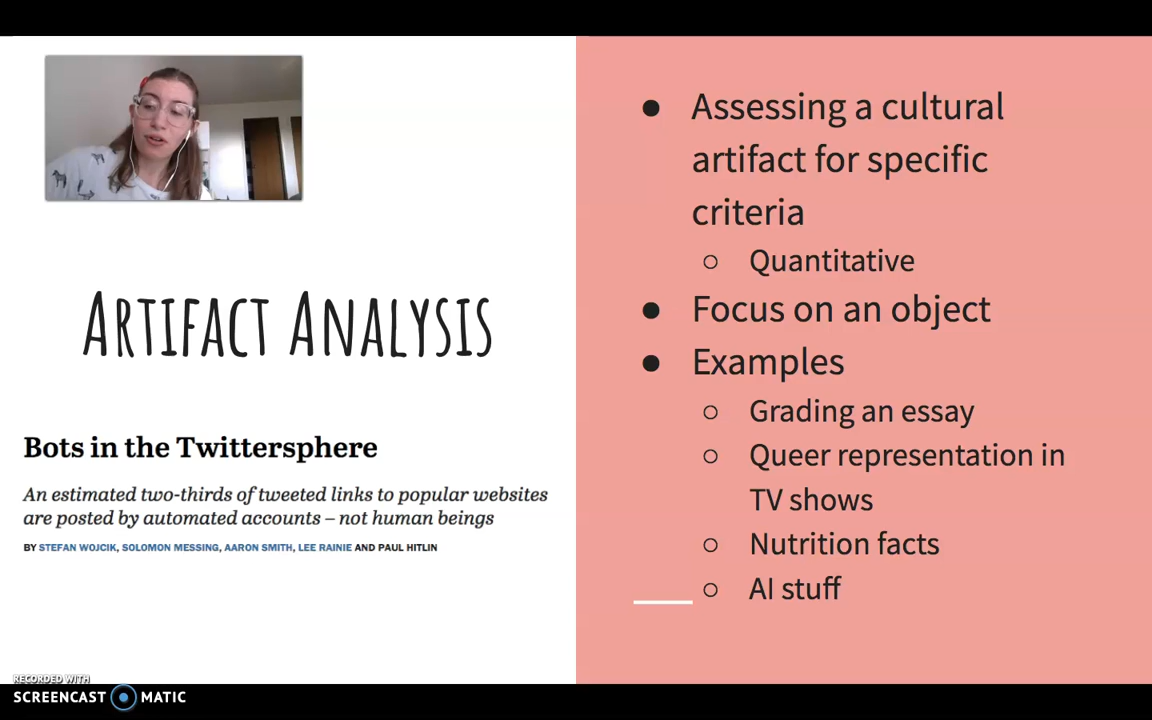 Artifact Analysis
Bots in the Twittersphere
An estimated two-thirds of tweeted links to popular websites
are posted by automated accounts – not human beings
BY STEFAN WOJCIK, SOLOMON MESSING, AARON SMITH, LEE RAINIE AND PAUL HITLIN
● Assessing a cultural
artifact for specific
criteria
○ Quantitative
● Focus on an object
● Examples
○ Grading an essay
○ Queer representation in
TV shows
○ Nutrition facts
○ AI stuff
RECORDED WITH
SCREENCAST MATIC